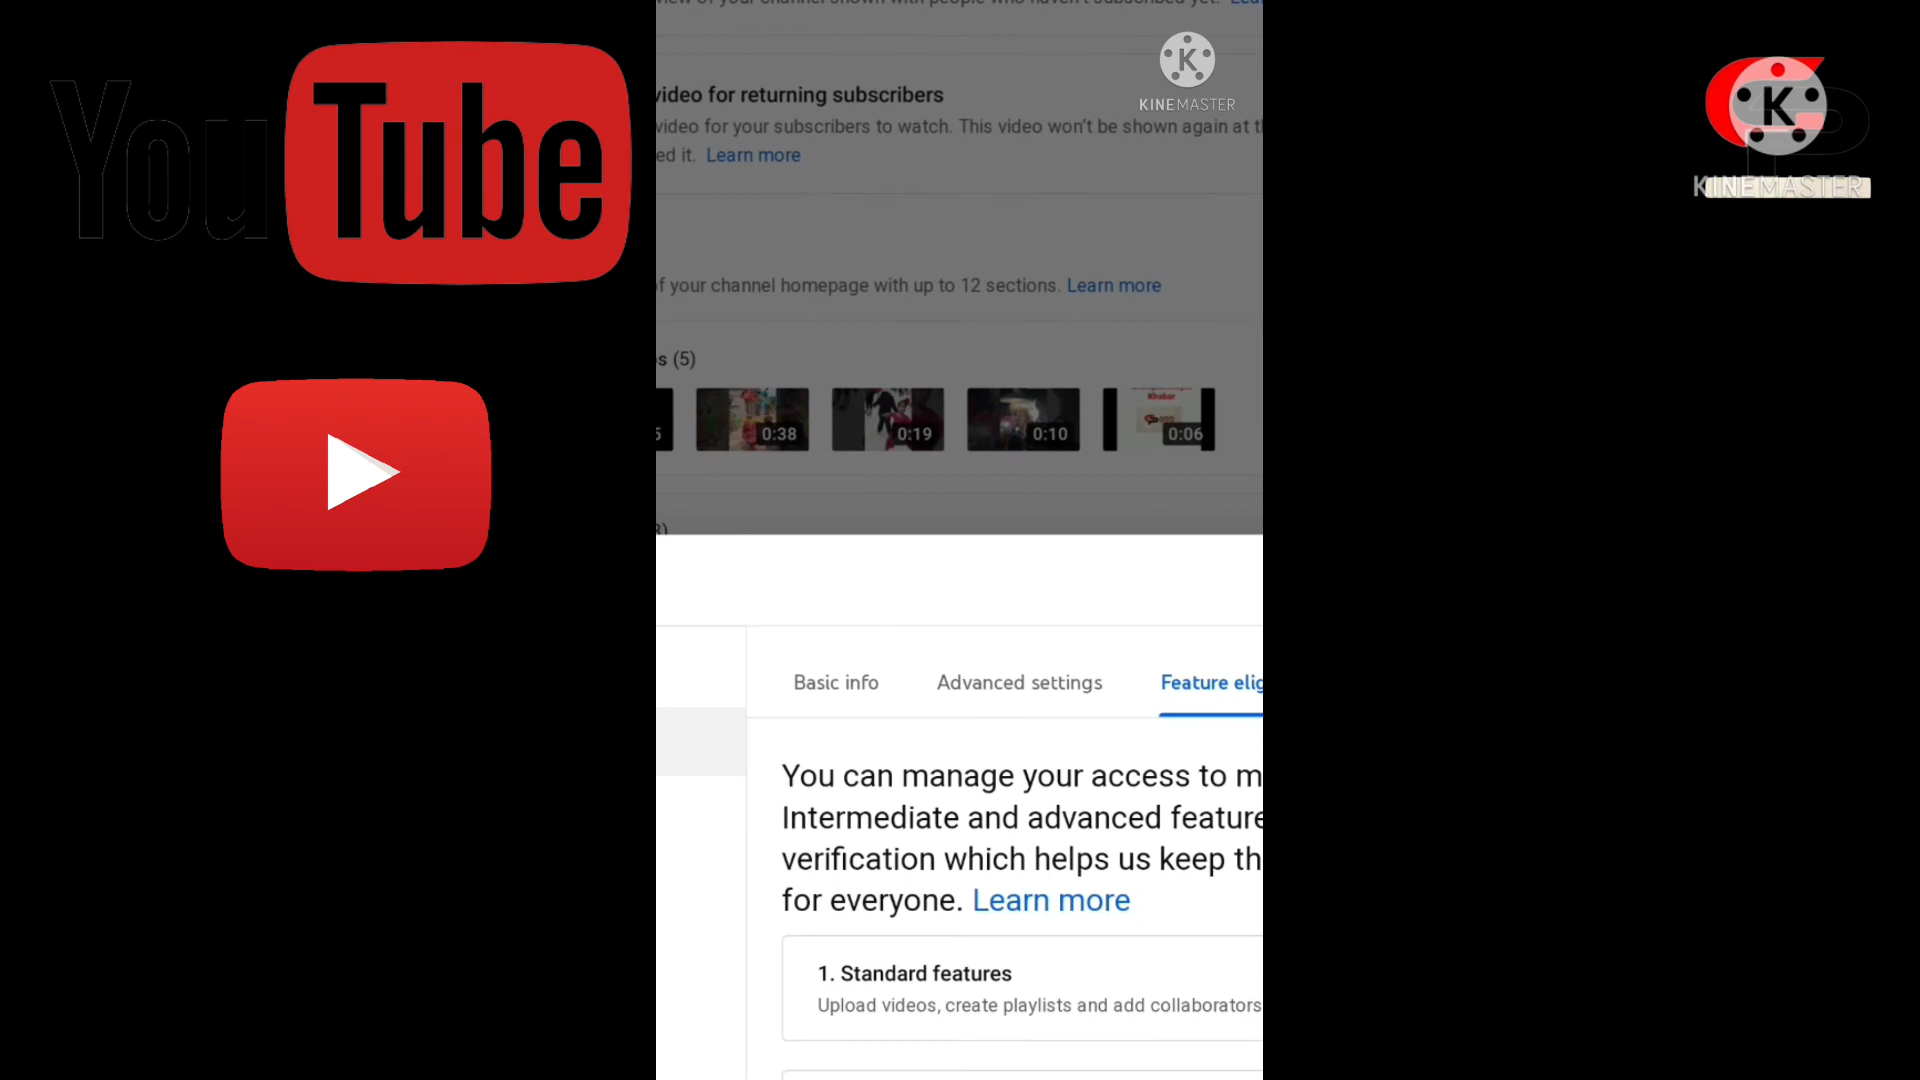 YouTube
KINEMASTER
video for returning subscribers
video for your subscribers to watch. This video won't be shown again at
ed it. Learn more
of your channel homepage with up to 12 sections. Learn more
s (5)
5 0:38 0:19 0:10 Khabar 0:06
Basic info Advanced settings Feature elig
You can manage your access to m
Intermediate and advanced feature
verification which helps us keep th
for everyone. Learn more
1. Standard features
Upload videos, create playlists and add collaborators
K
KINEMASTER